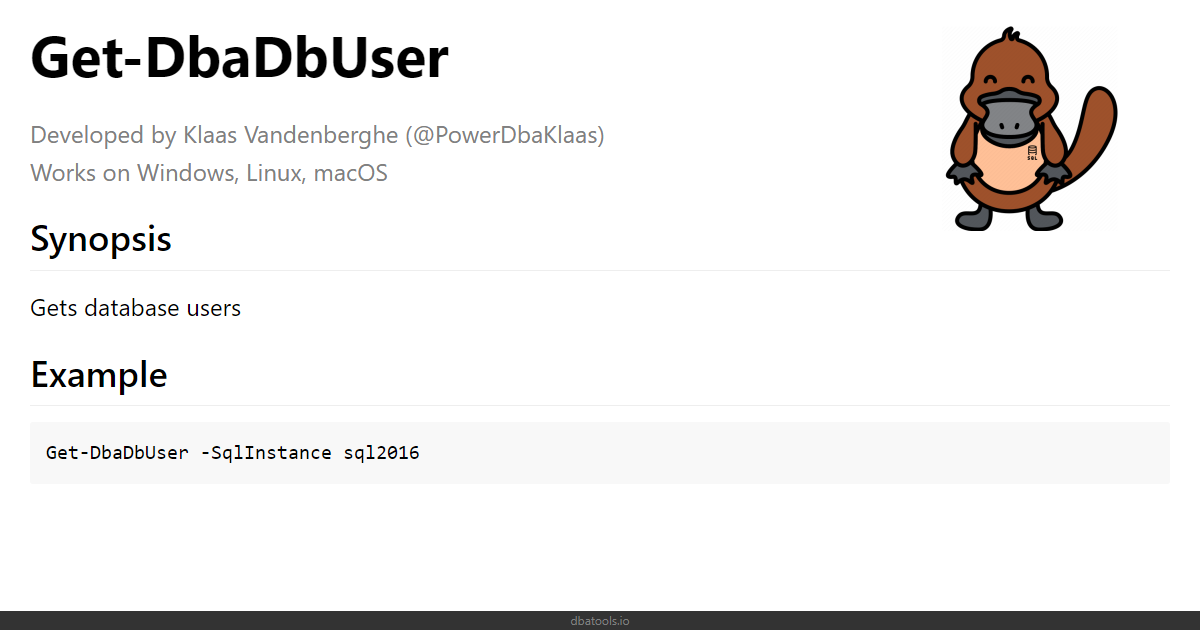 Get-DbaDbUser
Developed by Klaas Vandenberghe (@PowerDbaKlaas)
Works on Windows, Linux, macOS
SQL
Synopsis
Gets database users
Example
Get-DbaDbUser -SqlInstance sql2016
dbatools.io